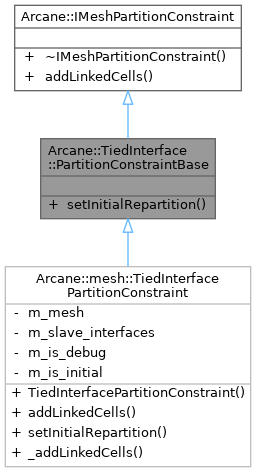 Arcane::IMeshPartitionConstraint
+ ~IMeshPartitionConstraint()
+ addLinkedCells()
Arcane::TiedInterface
::PartitionConstraintBase
+ setInitialRepartition()
Arcane::mesh::TiedInterface
PartitionConstraint
- m_mesh
- m_slave_interfaces
- m_is_debug
- m_is_initial
+ TiedInterfacePartitionConstraint()
+ addLinkedCells()
+ setInitialRepartition()
+ _addLinkedCells()